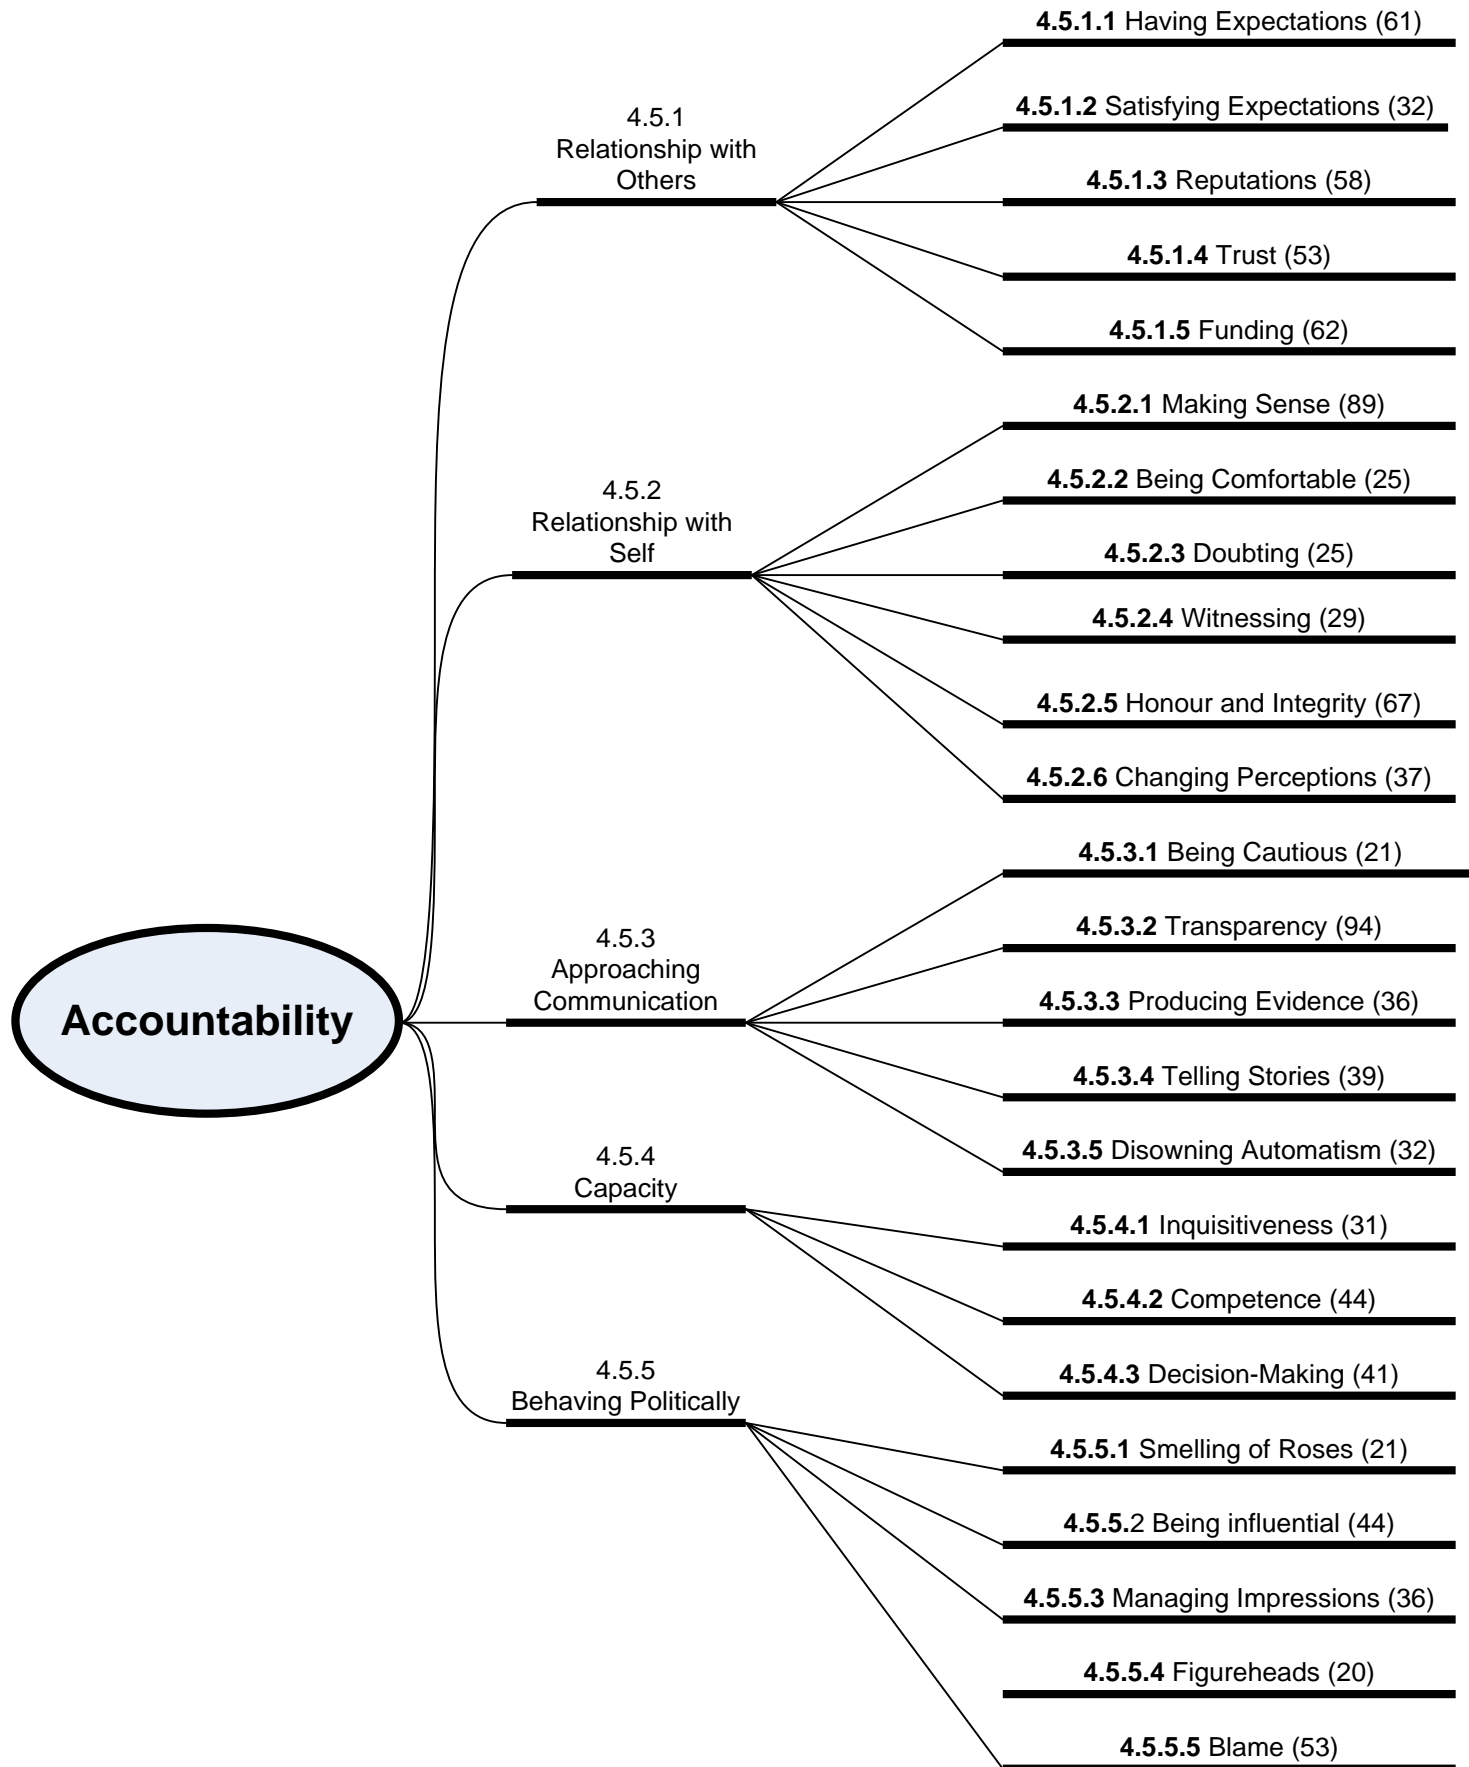 4.5.1.1 Having Expectations (61)
4.5.1.2 Satisfying Expectations (32)
4.5.1
Relationship with
Others
4.5.1.3 Reputations (58)
4.5.1.4 Trust (53)
4.5.1.5 Funding (62)
4.5.2.1 Making Sense (89)
4.5.2.2 Being Comfortable (25)
4.5.2
Relationship with
Self
4.5.2.3 Doubting (25)
4.5.2.4 Witnessing (29)
4.5.2.5 Honour and Integrity (67)
4.5.2.6 Changing Perceptions (37)
4.5.3.1 Being Cautious (21)
4.5.3.2 Transparency (94)
4.5.3
Approaching
Communication
4.5.3.3 Producing Evidence (36)
Accountability
4.5.3.4 Telling Stories (39)
4.5.3.5 Disowning Automatism (32)
4.5.4
Capacity
4.5.4.1 Inquisitiveness (31)
4.5.4.2 Competence (44)
4.5.4.3 Decision-Making (41)
4.5.5
Behaving Politically
4.5.5.1 Smelling of Roses (21)
4.5.5.2 Being influential (44)
4.5.5.3 Managing Impressions (36)
4.5.5.4 Figureheads (20)
4.5.5.5 Blame (53)